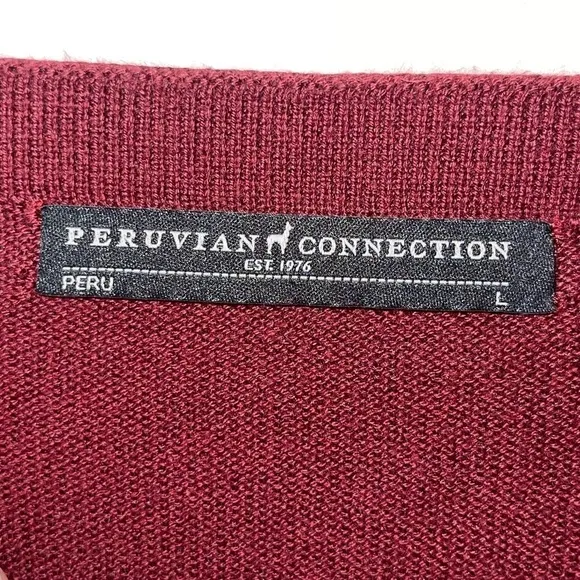 PERUVIAN CONNECTION
EST. 1976
PERU L